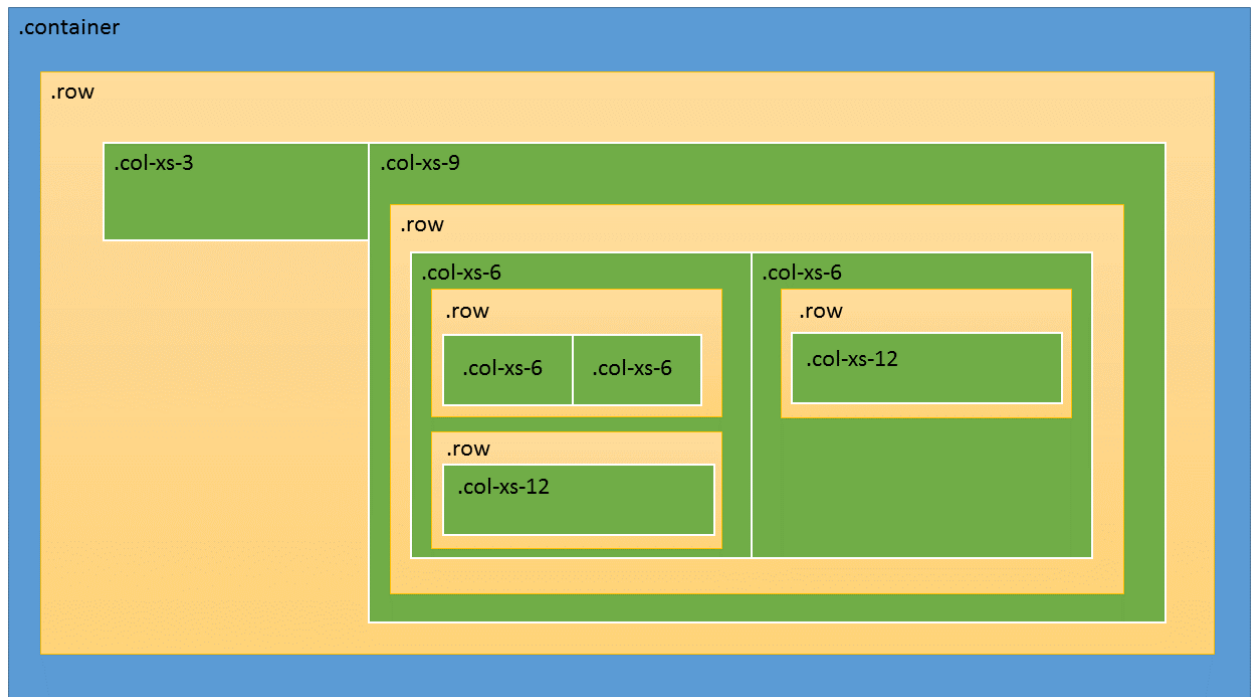 .container
.row
.col-xs-3
.col-xs-9
.row
.col-xs-6
.col-xs-6
.row
.row
.col-xs-6
.col-xs-6
.col-xs-12
.row
.col-xs-12